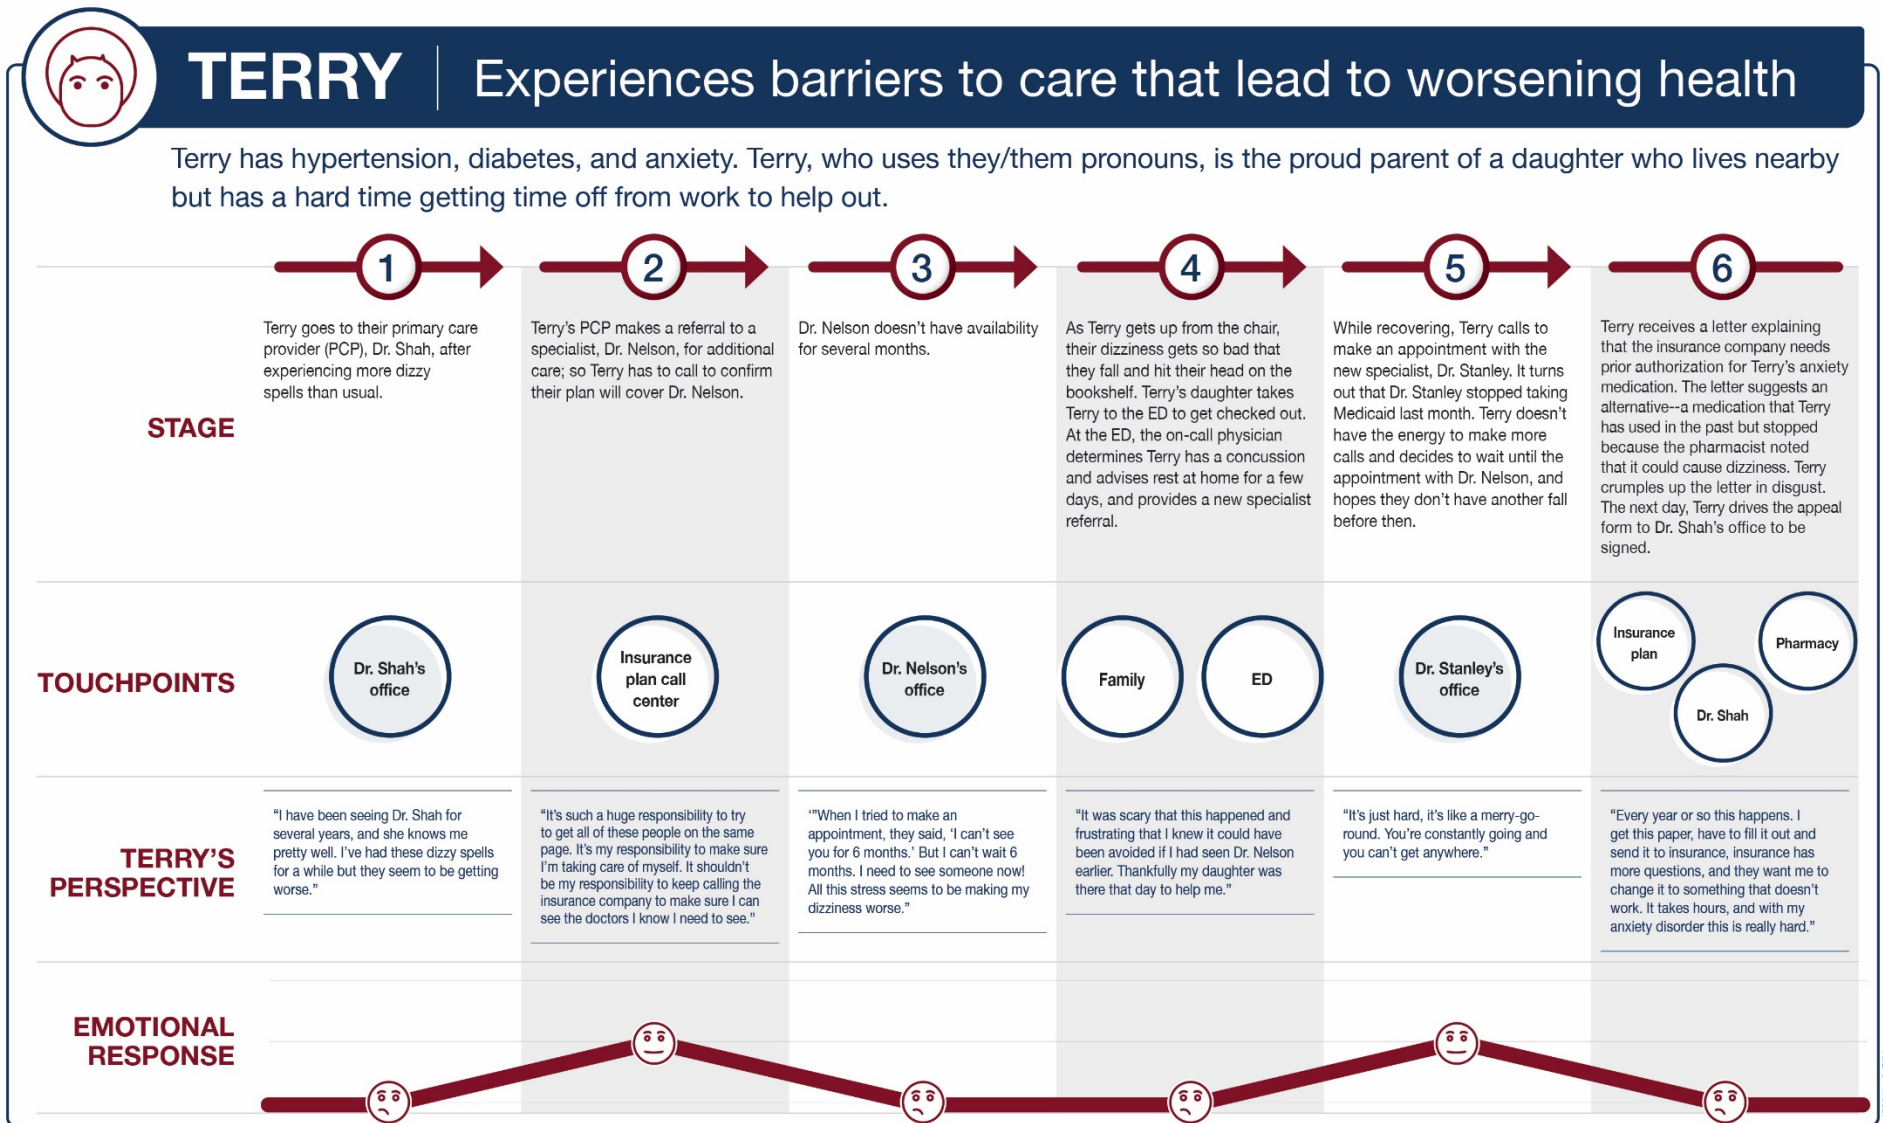 TERRY
Experiences barriers to care that lead to worsening health
Terry has hypertension, diabetes, and anxiety. Terry, who uses they/them pronouns, is the proud parent of a daughter who lives nearby
but has a hard time getting time off from work to help out.
1
2
3
4
5
6
STAGE
Terry goes to their primary care
provider (PCP), Dr. Shah, after
experiencing more dizzy
spells than usual.
Terry's PCP makes a referral to a
specialist, Dr. Nelson, for additional
care; so Terry has to call to confirm
their plan will cover Dr. Nelson.
Dr. Nelson doesn't have availability
for several months.
As Terry gets up from the chair,
their dizziness gets so bad that
they fall and hit their head on the
bookshelf. Terry's daughter takes
Terry to the ED to get checked out.
At the ED, the on-call physician
determines Terry has a concussion
and advises rest at home for a few
days, and provides a new specialist
referral.
While recovering, Terry calls to
make an appointment with the
new specialist, Dr. Stanley. It turns
out that Dr. Stanley stopped taking
Medicaid last month. Terry doesn't
have the energy to make more
calls and decides to wait until the
appointment with Dr. Nelson, and
hopes they don't have another fall
before then.
Terry receives a letter explaining
that the insurance company needs
prior authorization for Terry's anxiety
medication. The letter suggests an
alternative--a medication that Terry
has used in the past but stopped
because the pharmacist noted
that it could cause dizziness. Terry
crumples up the letter in disgust.
The next day, Terry drives the appeal
form to Dr. Shah's office to be
signed.
TOUCHPOINTS
Dr. Shah's
office
Insurance
plan call
center
Dr. Nelson's
office
Family
ED
Dr. Stanley's
office
Insurance
plan
Pharmacy
Dr. Shah
TERRY'S
PERSPECTIVE
“I have been seeing Dr. Shah for
several years, and she knows me
pretty well. I've had these dizzy spells
for a while but they seem to be getting
worse.”
“It's such a huge responsibility to try
to get all of these people on the same
page. It's my responsibility to make sure
I'm taking care of myself. It shouldn't
be my responsibility to keep calling the
insurance company to make sure I can
see the doctors I know I need to see.”
‘”When I tried to make an
appointment, they said, ‘I can't see
you for 6 months.’ But I can't wait 6
months. I need to see someone now!
All this stress seems to be making my
dizziness worse.”
“It was scary that this happened and
frustrating that I knew it could have
been avoided if I had seen Dr. Nelson
earlier. Thankfully my daughter was
there that day to help me.”
“It's just hard, it's like a merry-go-
round. You're constantly going and
you can't get anywhere.”
“Every year or so this happens. I
get this paper, have to fill it out and
send it to insurance, insurance has
more questions, and they want me to
change it to something that doesn't
work. It takes hours, and with my
anxiety disorder this is really hard.”
EMOTIONAL
RESPONSE